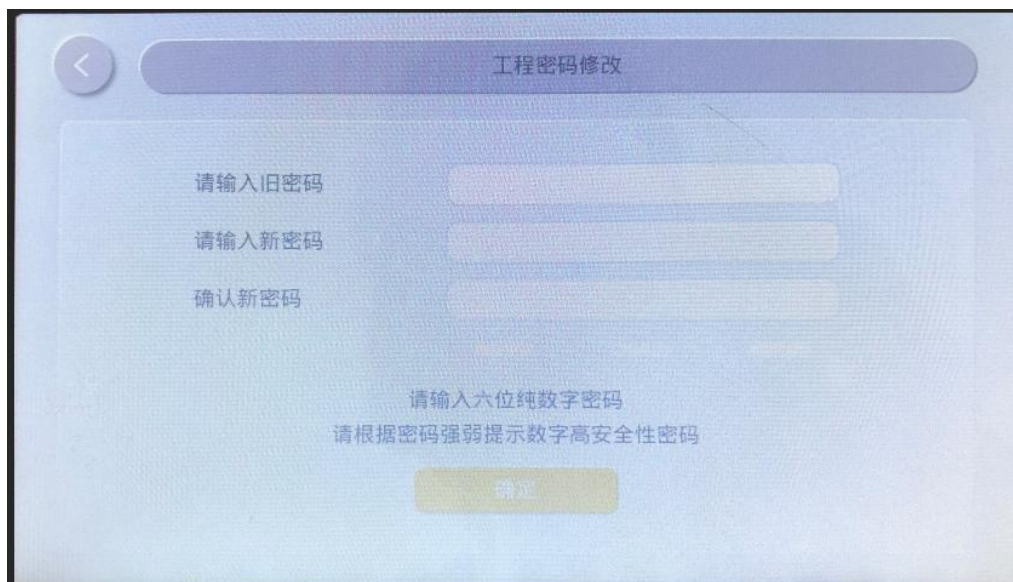 工程密码修改
请输入旧密码
请输入新密码
确认新密码
请输入六位纯数字密码
请根据密码强弱提示数字高安全性密码
确定